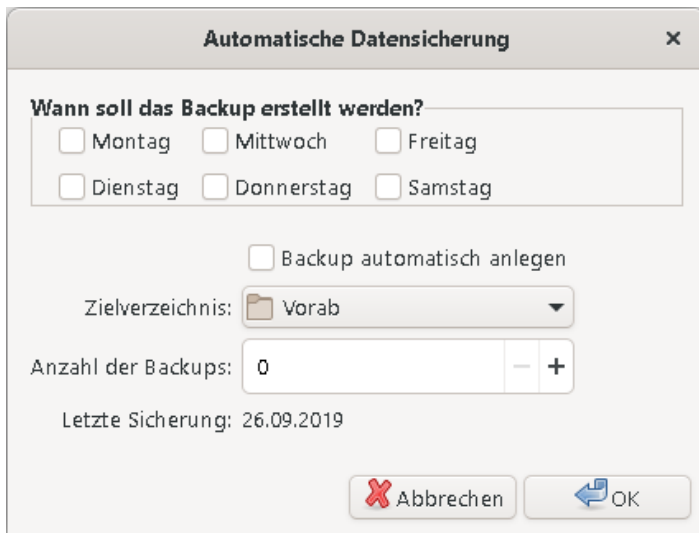 Automatische Datensicherung
Wann soll das Backup erstellt werden?
Montag Mittwoch Freitag
Dienstag Donnerstag Samstag
Backup automatisch anlegen
Zielverzeichnis: Vorab
Anzahl der Backups: 0
Letzte Sicherung: 26.09.2019
Abbrechen OK